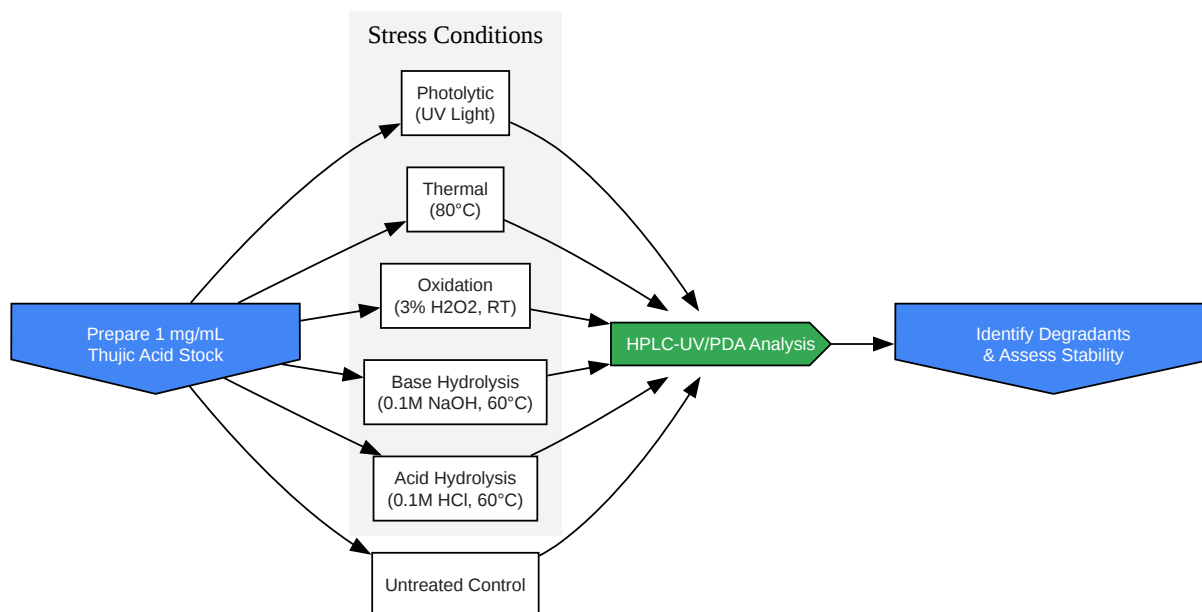 Stress Conditions
Photolytic
(UV Light)
Thermal
(80°C)
Oxidation
(3% H2O2, RT)
Prepare 1 mg/mL
Thujic Acid Stock
HPLC-UV/PDA Analysis
Identify Degradants
& Assess Stability
Base Hydrolysis
(0.1M NaOH, 60°C)
Acid Hydrolysis
(0.1M HCl, 60°C)
Untreated Control